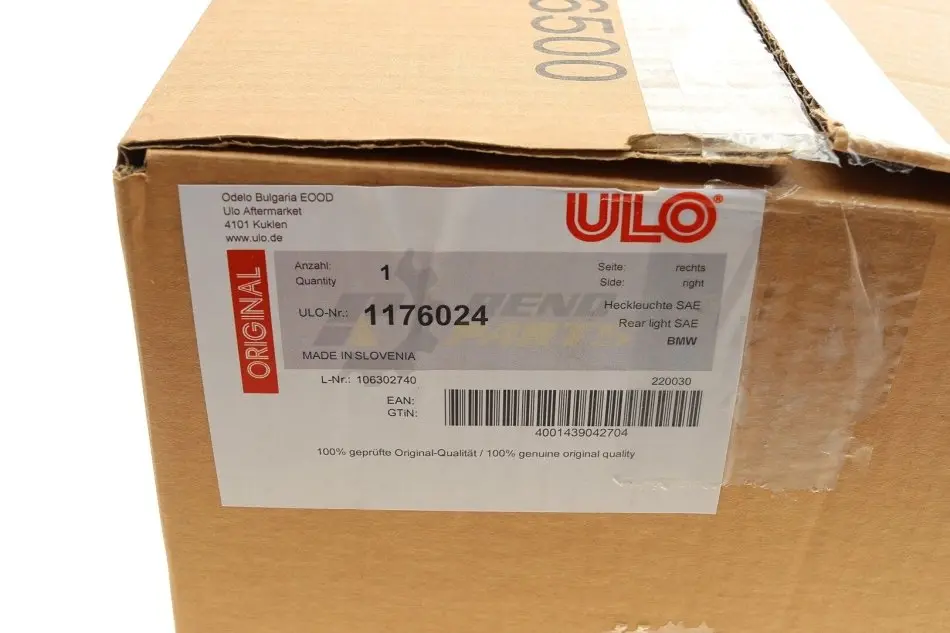 6500
Odelo Bulgaria EOOD
Ulo Aftermarket
4101 Kuklen
www.ulo.de
ULO®
ORIGINAL
Anzahl: 1 Seite: rechts
Quantity Side: right
ULO-Nr.: 1176024 Heckleuchte SAE
Rear light SAE
BMW
MADE IN SLOVENIA
L-Nr.: 106302740 220030
EAN:
GTIN:
4001439042704
100% geprüfte Original-Qualität / 100% genuine original quality